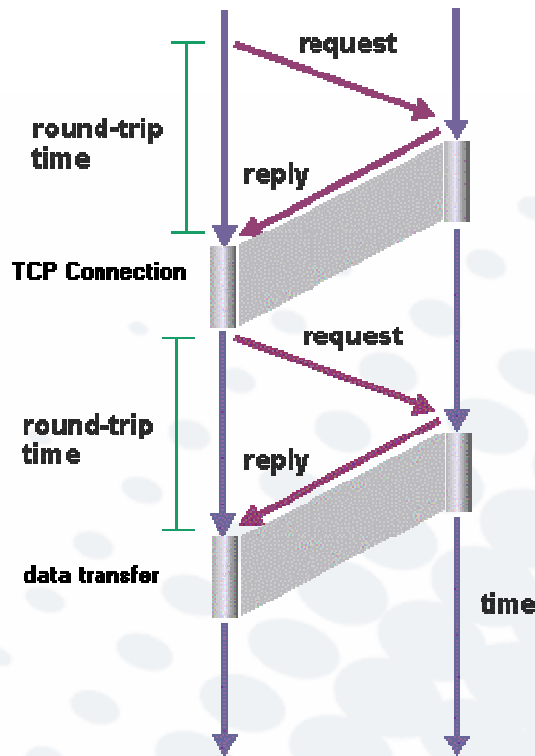 request
round-trip
time
reply
TCP Connection
request
round-trip
time
reply
data transfer
time